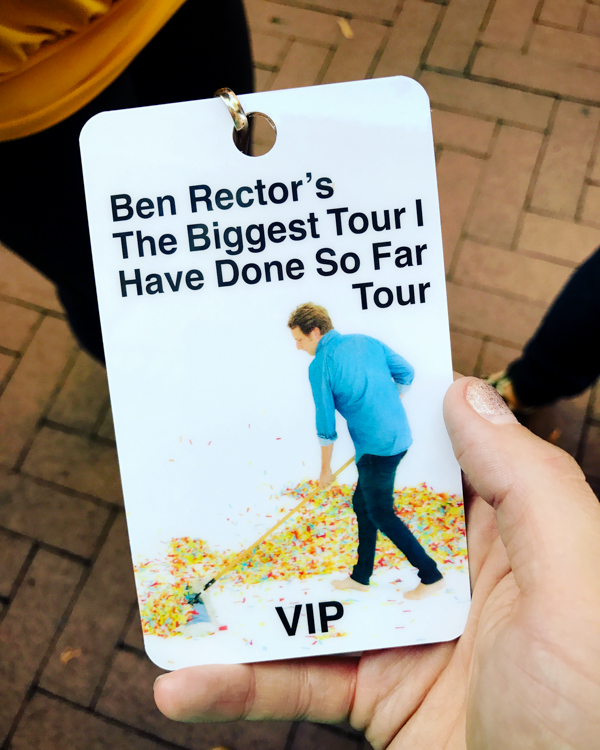 Ben Rector’s
The Biggest Tour I
Have Done So Far
Tour
VIP